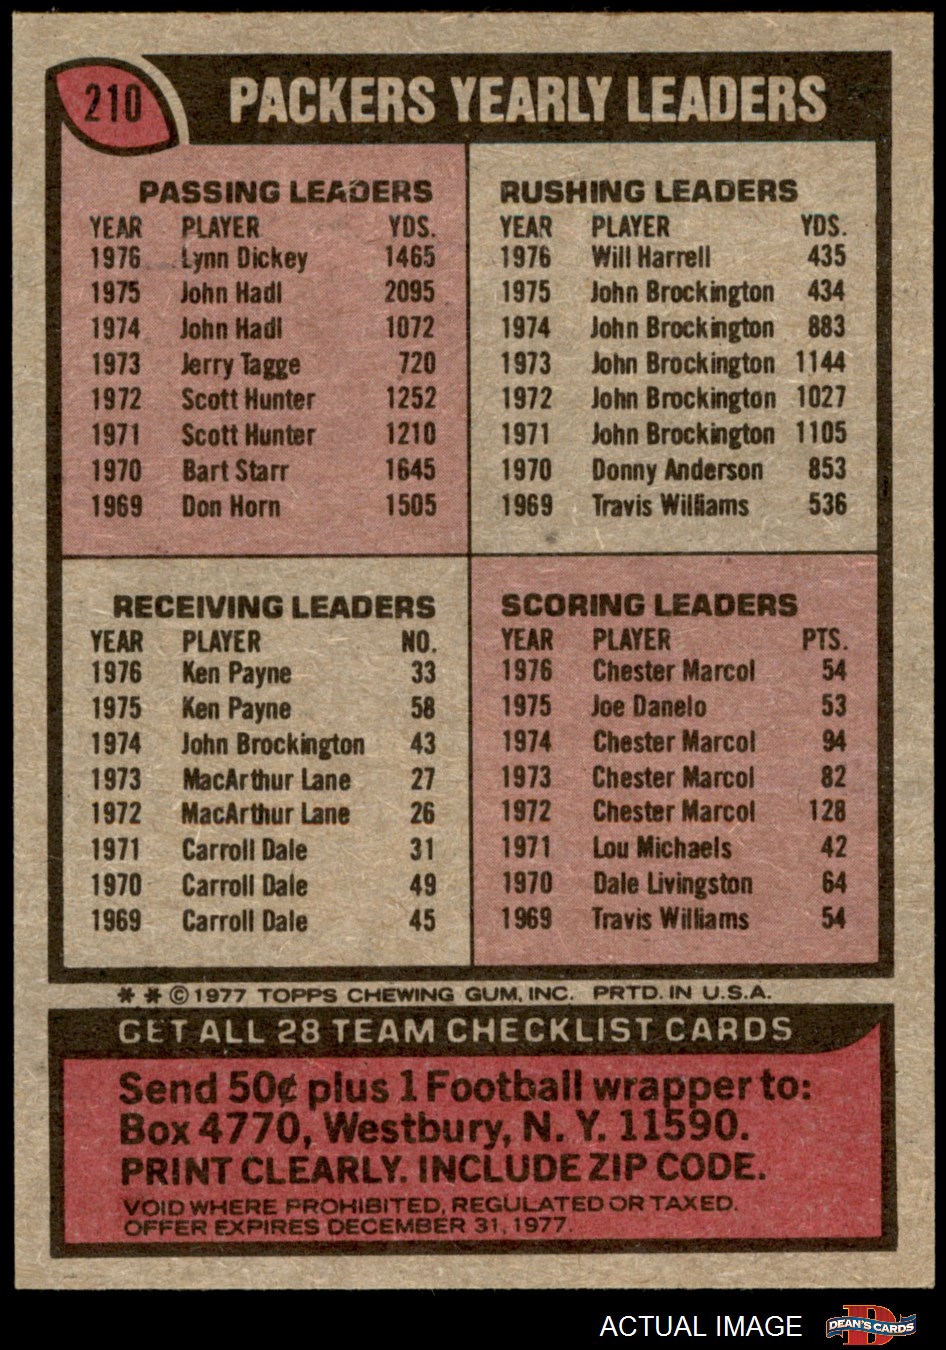 210
PACKERS YEARLY LEADERS
PASSING LEADERS
YEAR PLAYER YDS.
1976 Lynn Dickey 1465
1975 John Hadl 2095
1974 John Hadl 1072
1973 Jerry Tagge 720
1972 Scott Hunter 1252
1971 Scott Hunter 1210
1970 Bart Starr 1645
1969 Don Horn 1505
RUSHING LEADERS
YEAR PLAYER YDS.
1976 Will Harrell 435
1975 John Brockington 434
1974 John Brockington 883
1973 John Brockington 1144
1972 John Brockington 1027
1971 John Brockington 1105
1970 Donny Anderson 853
1969 Travis Williams 536
RECEIVING LEADERS
YEAR PLAYER NO.
1976 Ken Payne 33
1975 Ken Payne 58
1974 John Brockington 43
1973 MacArthur Lane 27
1972 MacArthur Lane 26
1971 Carroll Dale 31
1970 Carroll Dale 49
1969 Carroll Dale 45
SCORING LEADERS
YEAR PLAYER PTS.
1976 Chester Marcol 54
1975 Joe Danelo 53
1974 Chester Marcol 94
1973 Chester Marcol 82
1972 Chester Marcol 128
1971 Lou Michaels 42
1970 Dale Livingston 64
1969 Travis Williams 54
* * © 1977 TOPPS CHEWING GUM, INC. PRTD. IN U.S.A.
GET ALL 28 TEAM CHECKLIST CARDS
Send 50¢ plus 1 Football wrapper to:
Box 4770, Westbury, N. Y. 11590.
PRINT CLEARLY. INCLUDE ZIP CODE.
VOID WHERE PROHIBITED, REGULATED OR TAXED.
OFFER EXPIRES DECEMBER 31, 1977.
ACTUAL IMAGE
D
DEAN'S CARDS